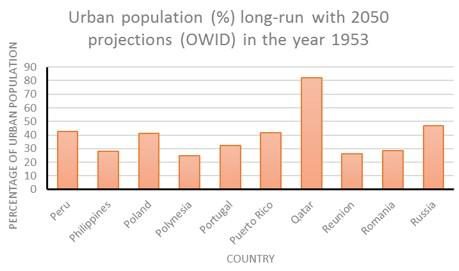 Urban population (%) long-run with 2050
projections (OWID) in the year 1953
PERCENTAGE OF URBAN POPULATION
90
80
70
60
50
40
30
20
10
0
Peru
Philippines
Poland
Polynesia
Portugal
Puerto Rico
Qatar
Reunion
Romania
Russia
COUNTRY